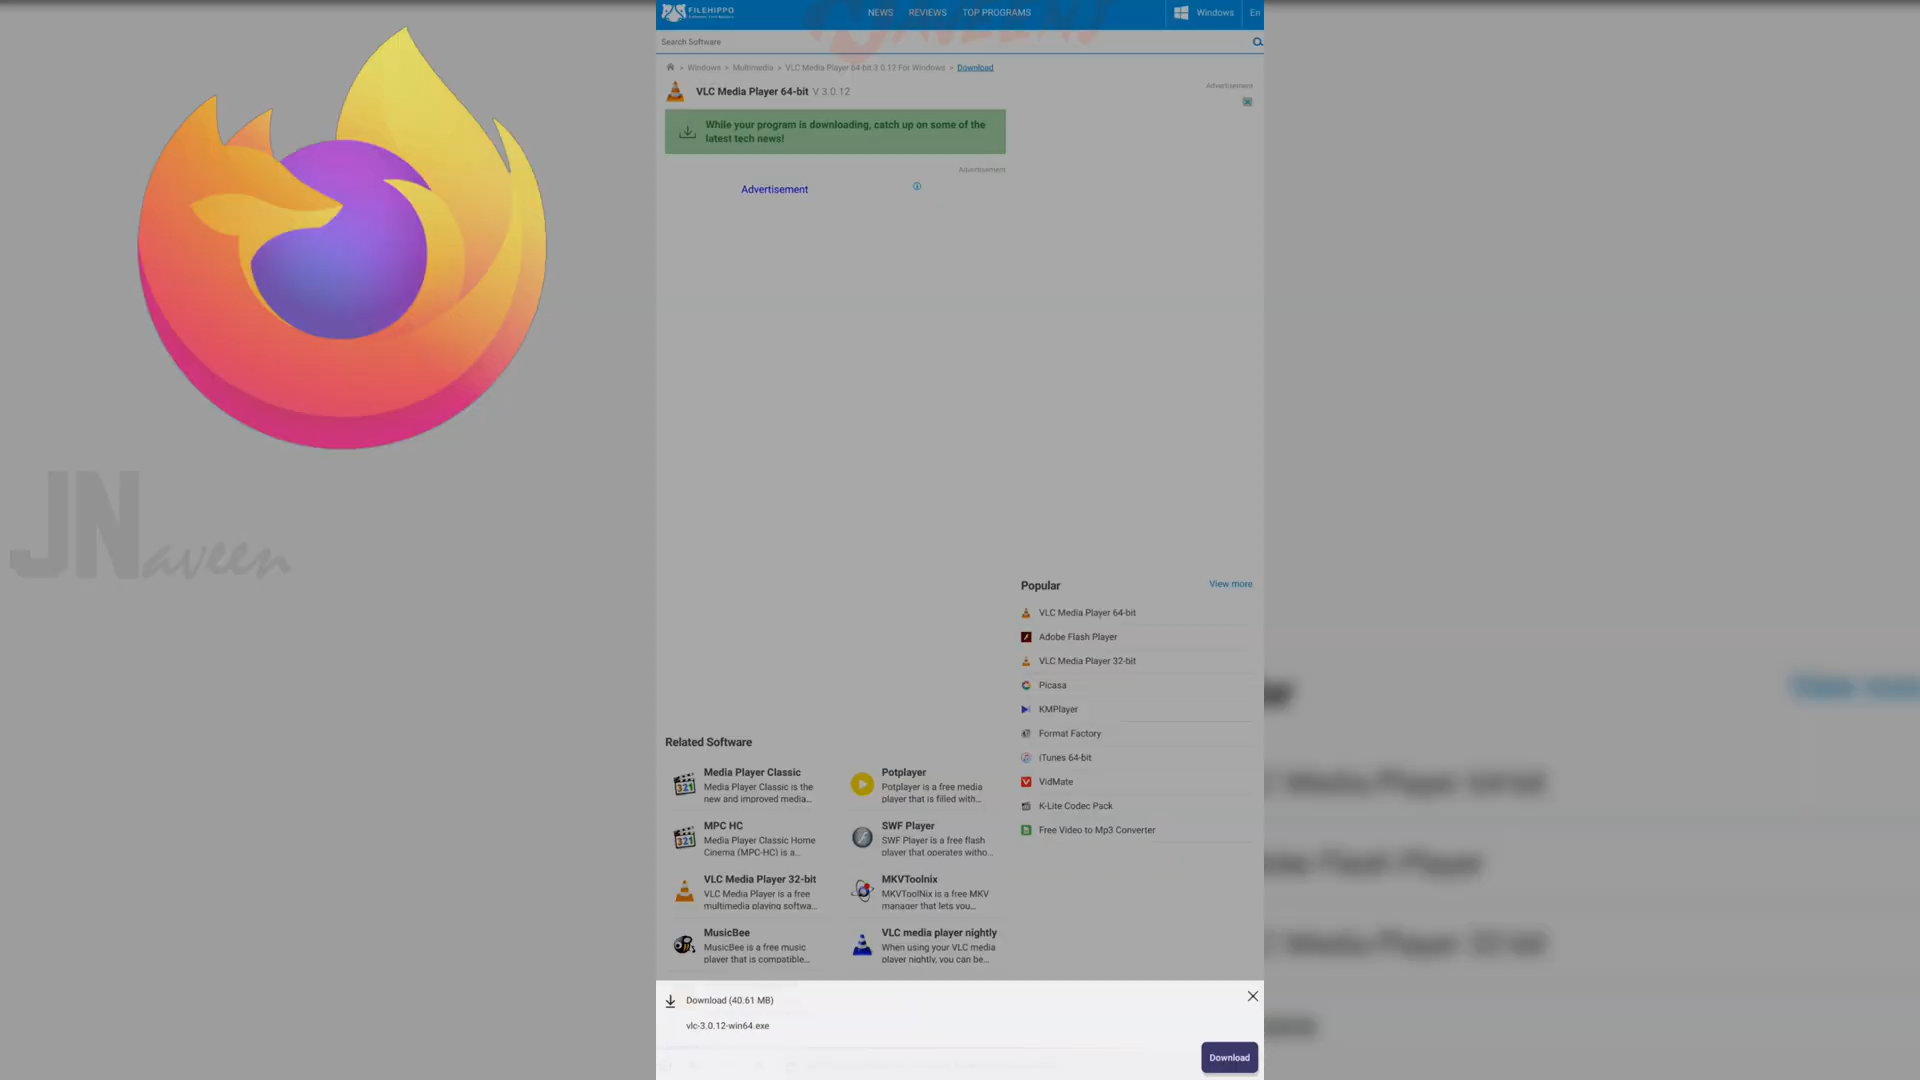 FILEHIPPO
NEWS
REVIEWS
TOP PROGRAMS
Windows
En
Search Software
> Windows > Multimedia > VLC Media Player 64-bit 3.0.12 For Windows > Download
VLC Media Player 64-bit V 3.0.12
Advertisement
While your program is downloading, catch up on some of the
latest tech news!
Advertisement
Advertisement
JNaveen
Popular
View more
VLC Media Player 64-bit
Adobe Flash Player
VLC Media Player 32-bit
Picasa
KMPlayer
Format Factory
iTunes 64-bit
VidMate
K-Lite Codec Pack
Free Video to Mp3 Converter
Related Software
Media Player Classic
Media Player Classic is the
new and improved media...
Potplayer
Potplayer is a free media
player that is filled with...
MPC HC
Media Player Classic Home
Cinema (MPC-HC) is a...
SWF Player
SWF Player is a free flash
player that operates witho...
VLC Media Player 32-bit
VLC Media Player is a free
multimedia playing softwa...
MKVToolnix
MKVToolNix is a free MKV
manager that lets you...
MusicBee
MusicBee is a free music
player that is compatible...
VLC media player nightly
When using your VLC media
player nightly, you can be...
Download (40.61 MB)
vlc-3.0.12-win64.exe
Download